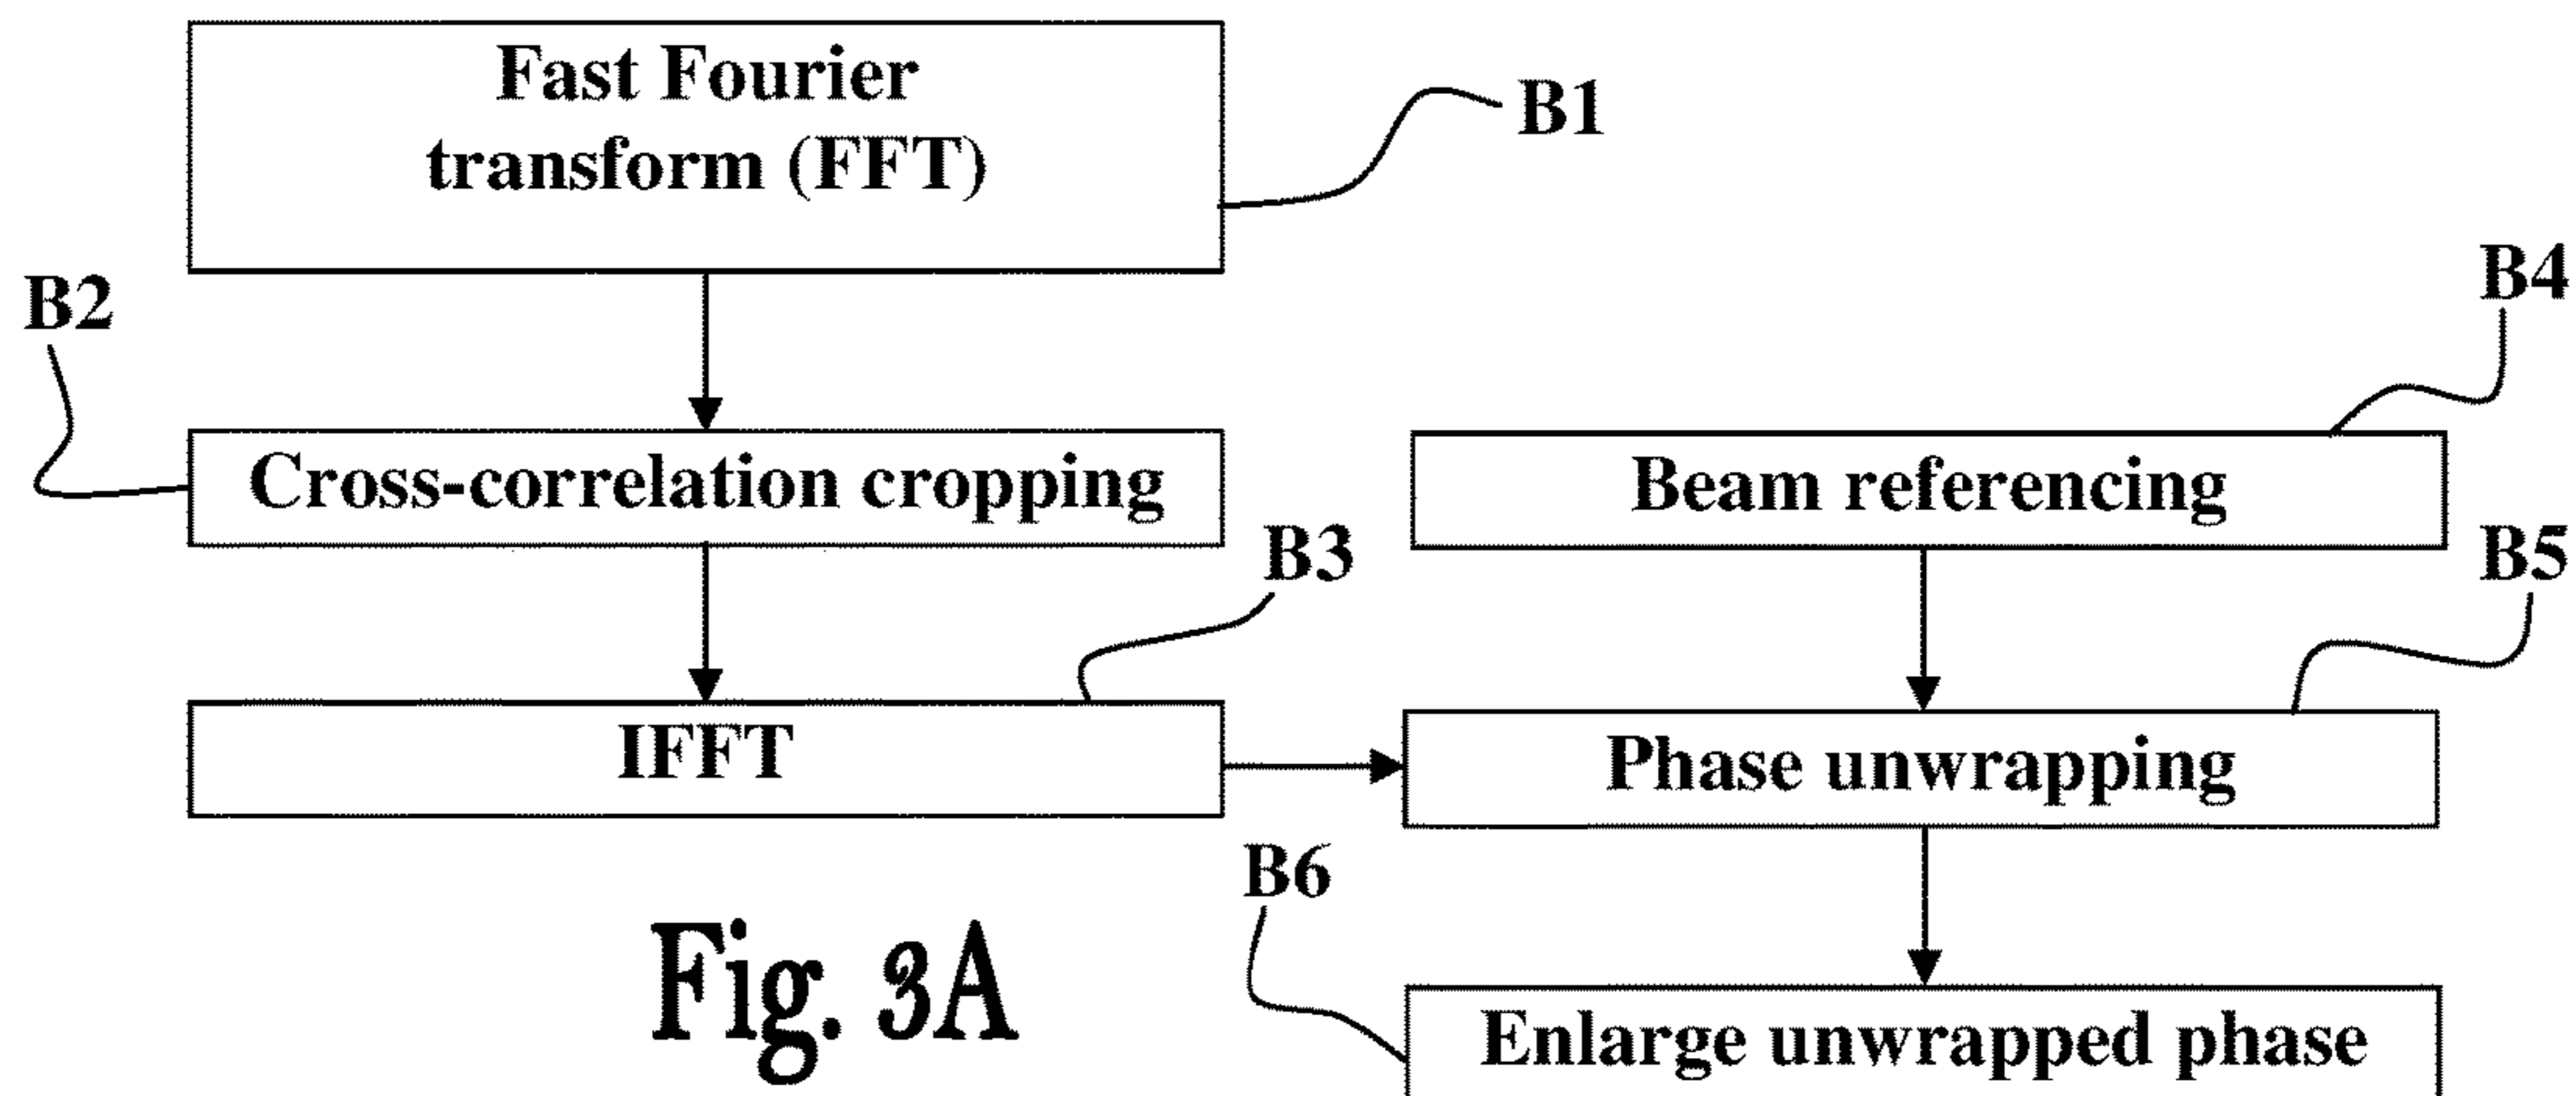 Fast Fourier
transform (FFT)
B1
B2
B4
Cross-correlation cropping
Beam referencing
B3
B5
IFFT
Phase unwrapping
B6
Fig. 3A
Enlarge unwrapped phase